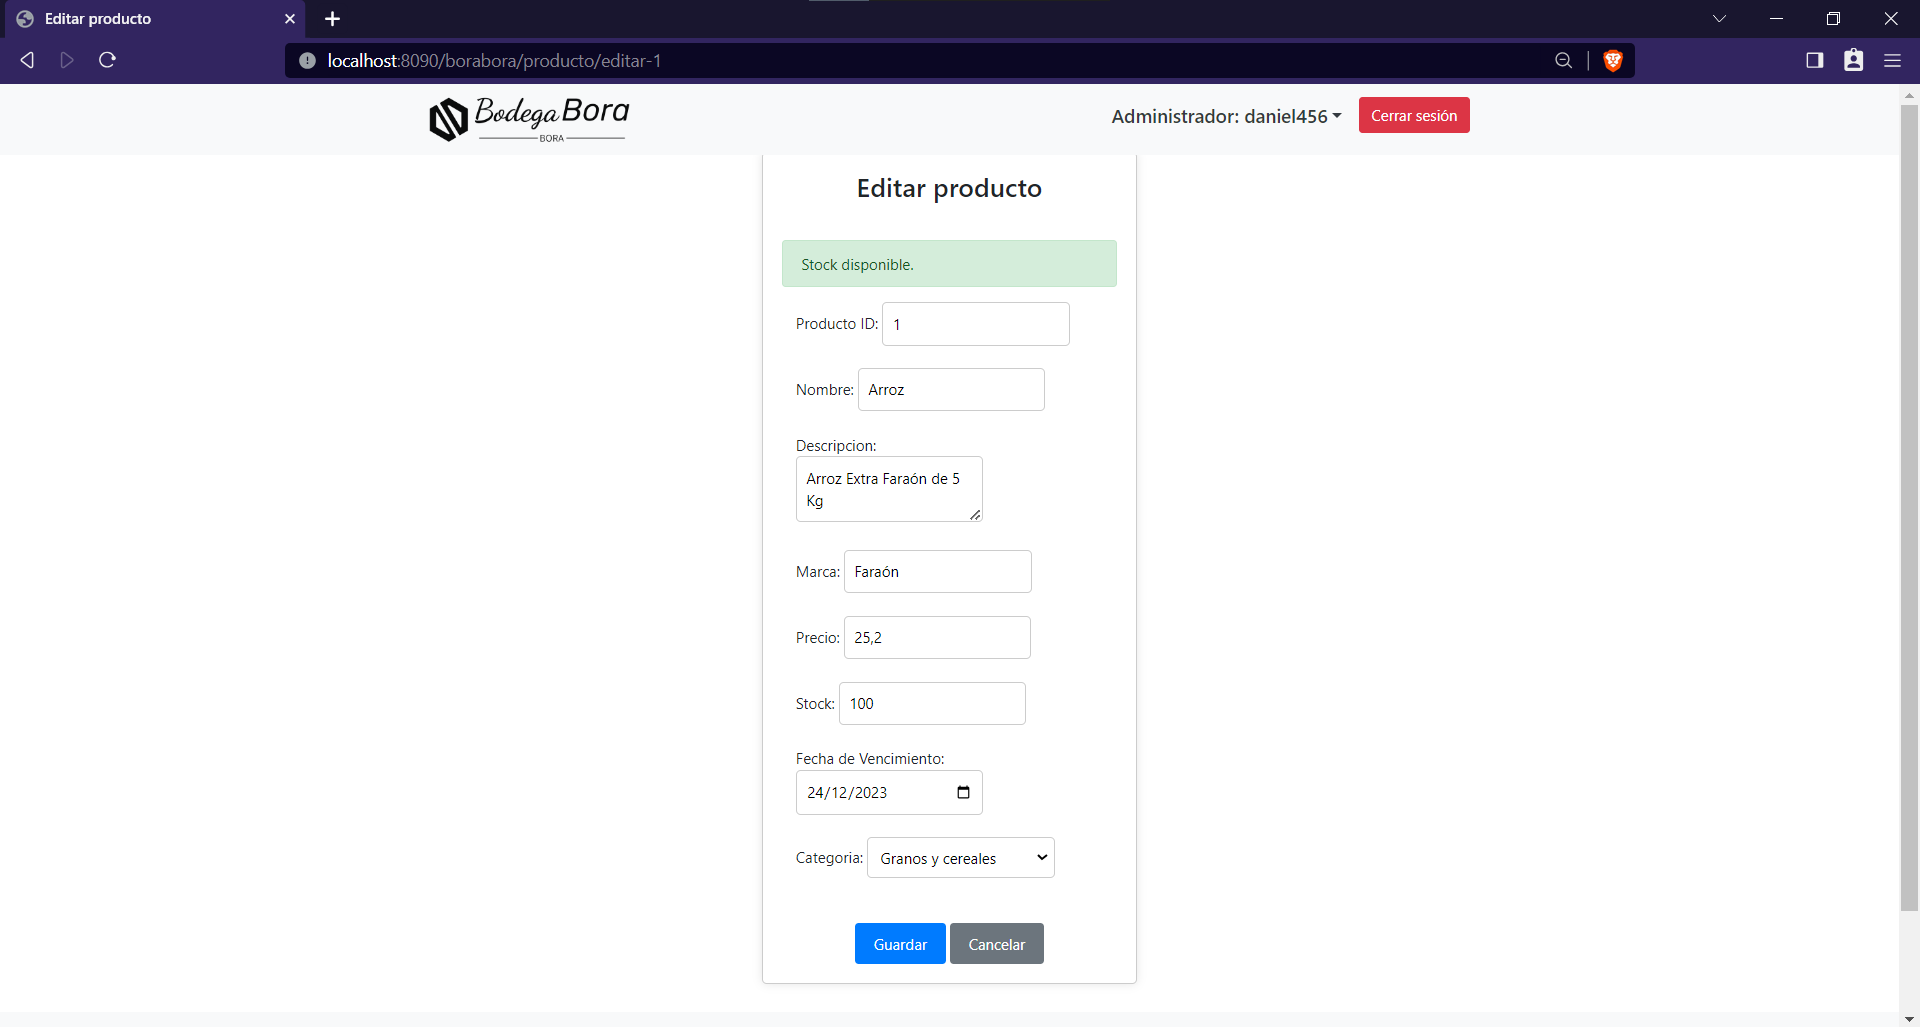 Editar producto
localhost:8090/borabora/producto/editar-1
Bodega Bora
BORA
Administrador: daniel456
Cerrar sesión
Editar producto
Stock disponible.
Producto ID: 1
Nombre: Arroz
Descripcion:
Arroz Extra Faraón de 5
Kg
Marca: Faraón
Precio: 25,2
Stock: 100
Fecha de Vencimiento:
24/12/2023
Categoria: Granos y cereales
Guardar Cancelar